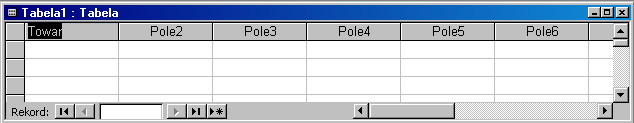 Tabela1 : Tabela
Towar Pole2 Pole3 Pole4 Pole5 Pole6
Rekord: